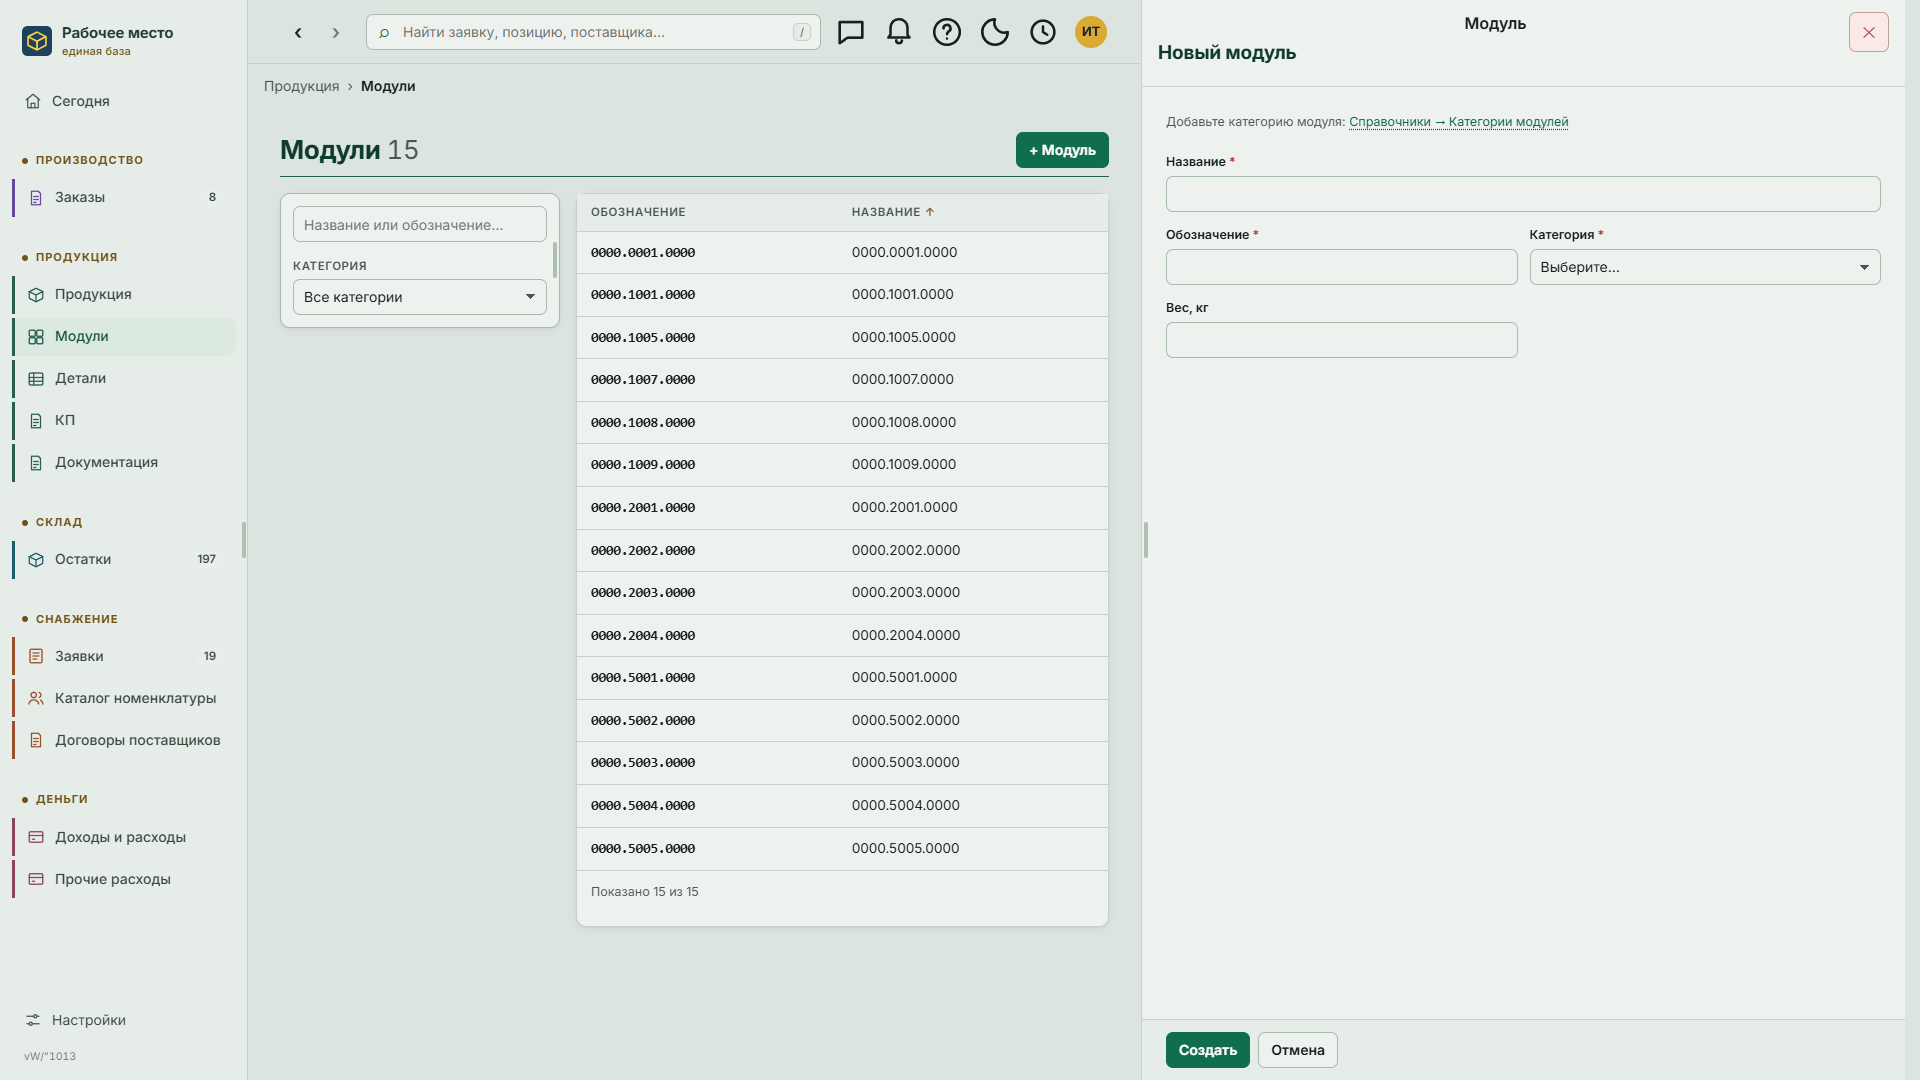 Рабочее место
единая база
Сегодня
ПРОИЗВОДСТВО
Заказы 8
ПРОДУКЦИЯ
Продукция
Модули
Детали
КП
Документация
СКЛАД
Остатки 197
СНАБЖЕНИЕ
Заявки 19
Каталог номенклатуры
Договоры поставщиков
ДЕНЬГИ
Доходы и расходы
Прочие расходы
Настройки
vW/"1013
Найти заявку, позицию, поставщика... /
ИТ
Продукция › Модули
Модули 15
+ Модуль
Название или обозначение...
КАТЕГОРИЯ
Все категории
ОБОЗНАЧЕНИЕ НАЗВАНИЕ ↑
0000.0001.0000 0000.0001.0000
0000.1001.0000 0000.1001.0000
0000.1005.0000 0000.1005.0000
0000.1007.0000 0000.1007.0000
0000.1008.0000 0000.1008.0000
0000.1009.0000 0000.1009.0000
0000.2001.0000 0000.2001.0000
0000.2002.0000 0000.2002.0000
0000.2003.0000 0000.2003.0000
0000.2004.0000 0000.2004.0000
0000.5001.0000 0000.5001.0000
0000.5002.0000 0000.5002.0000
0000.5003.0000 0000.5003.0000
0000.5004.0000 0000.5004.0000
0000.5005.0000 0000.5005.0000
Показано 15 из 15
Модуль
Новый модуль
Добавьте категорию модуля: Справочники → Категории модулей
Название *
Обозначение * Категория *
Выберите...
Вес, кг
Создать Отмена